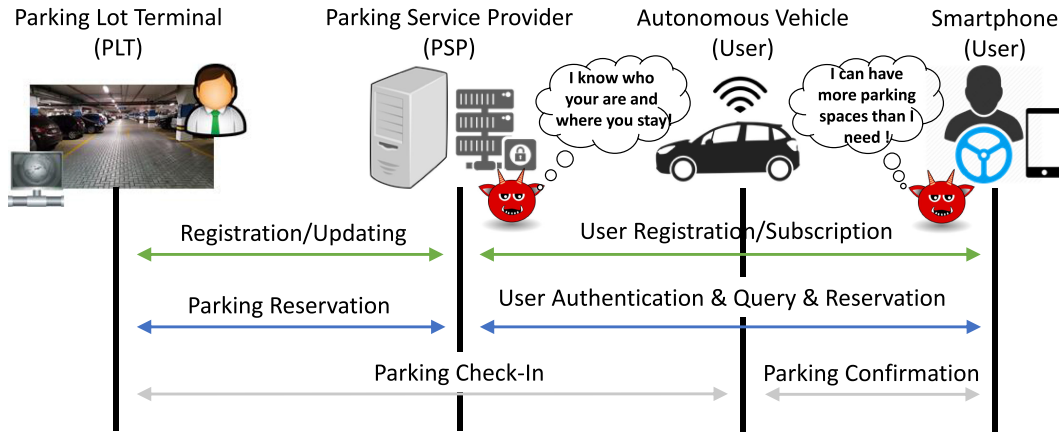 Parking Lot Terminal
(PLT)
Parking Service Provider
(PSP)
Autonomous Vehicle
(User)
Smartphone
(User)
I know who
your are and
where you stay!
I can have
more parking
spaces than I
need !
Registration/Updating
User Registration/Subscription
Parking Reservation
User Authentication & Query & Reservation
Parking Check-In
Parking Confirmation